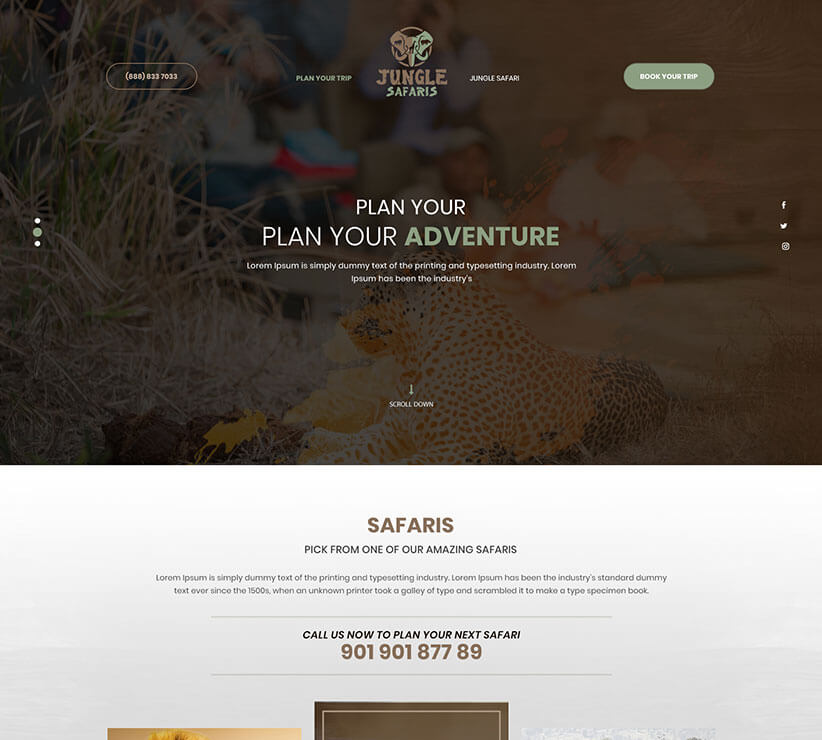 (888) 833 7033
PLAN YOUR TRIP
JUNGLE
SAFARIS
JUNGLE SAFARI
BOOK YOUR TRIP
PLAN YOUR
PLAN YOUR ADVENTURE
Lorem Ipsum is simply dummy text of the printing and typesetting industry. Lorem
Ipsum has been the industry's
SCROLL DOWN
SAFARIS
PICK FROM ONE OF OUR AMAZING SAFARIS
Lorem Ipsum is simply dummy text of the printing and typesetting industry. Lorem Ipsum has been the industry's standard dummy
text ever since the 1500s, when an unknown printer took a galley of type and scrambled it to make a type specimen book.
CALL US NOW TO PLAN YOUR NEXT SAFARI
901 901 877 89